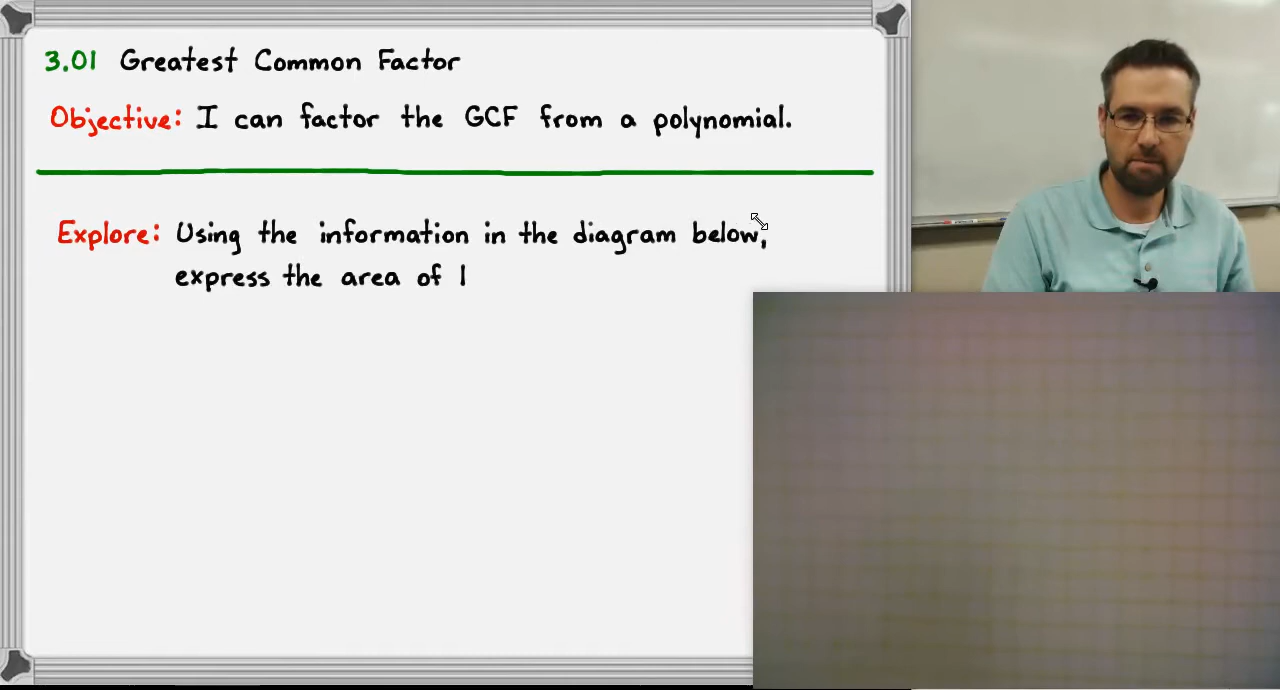 3.01 Greatest Common Factor
Objective: I can factor the GCF from a polynomial.
Explore: Using the information in the diagram below,
express the area of